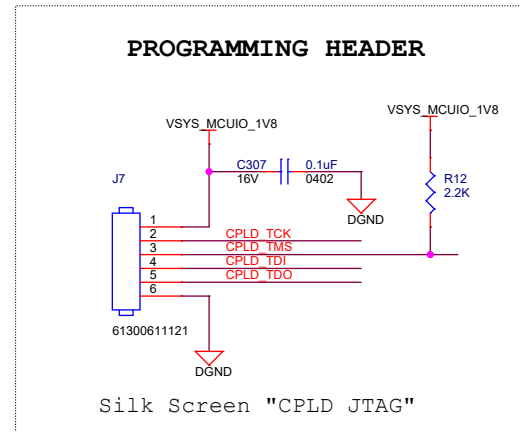 PROGRAMMING HEADER
VSYS_MCUIO_1V8
VSYS_MCUIO_1V8
C307 0.1uF
16V 0402
J7
R12
2.2K
DGND
1
2 CPLD_TCK
3 CPLD_TMS
4 CPLD_TDI
5 CPLD_TDO
6
61300611121
DGND
Silk Screen "CPLD JTAG"